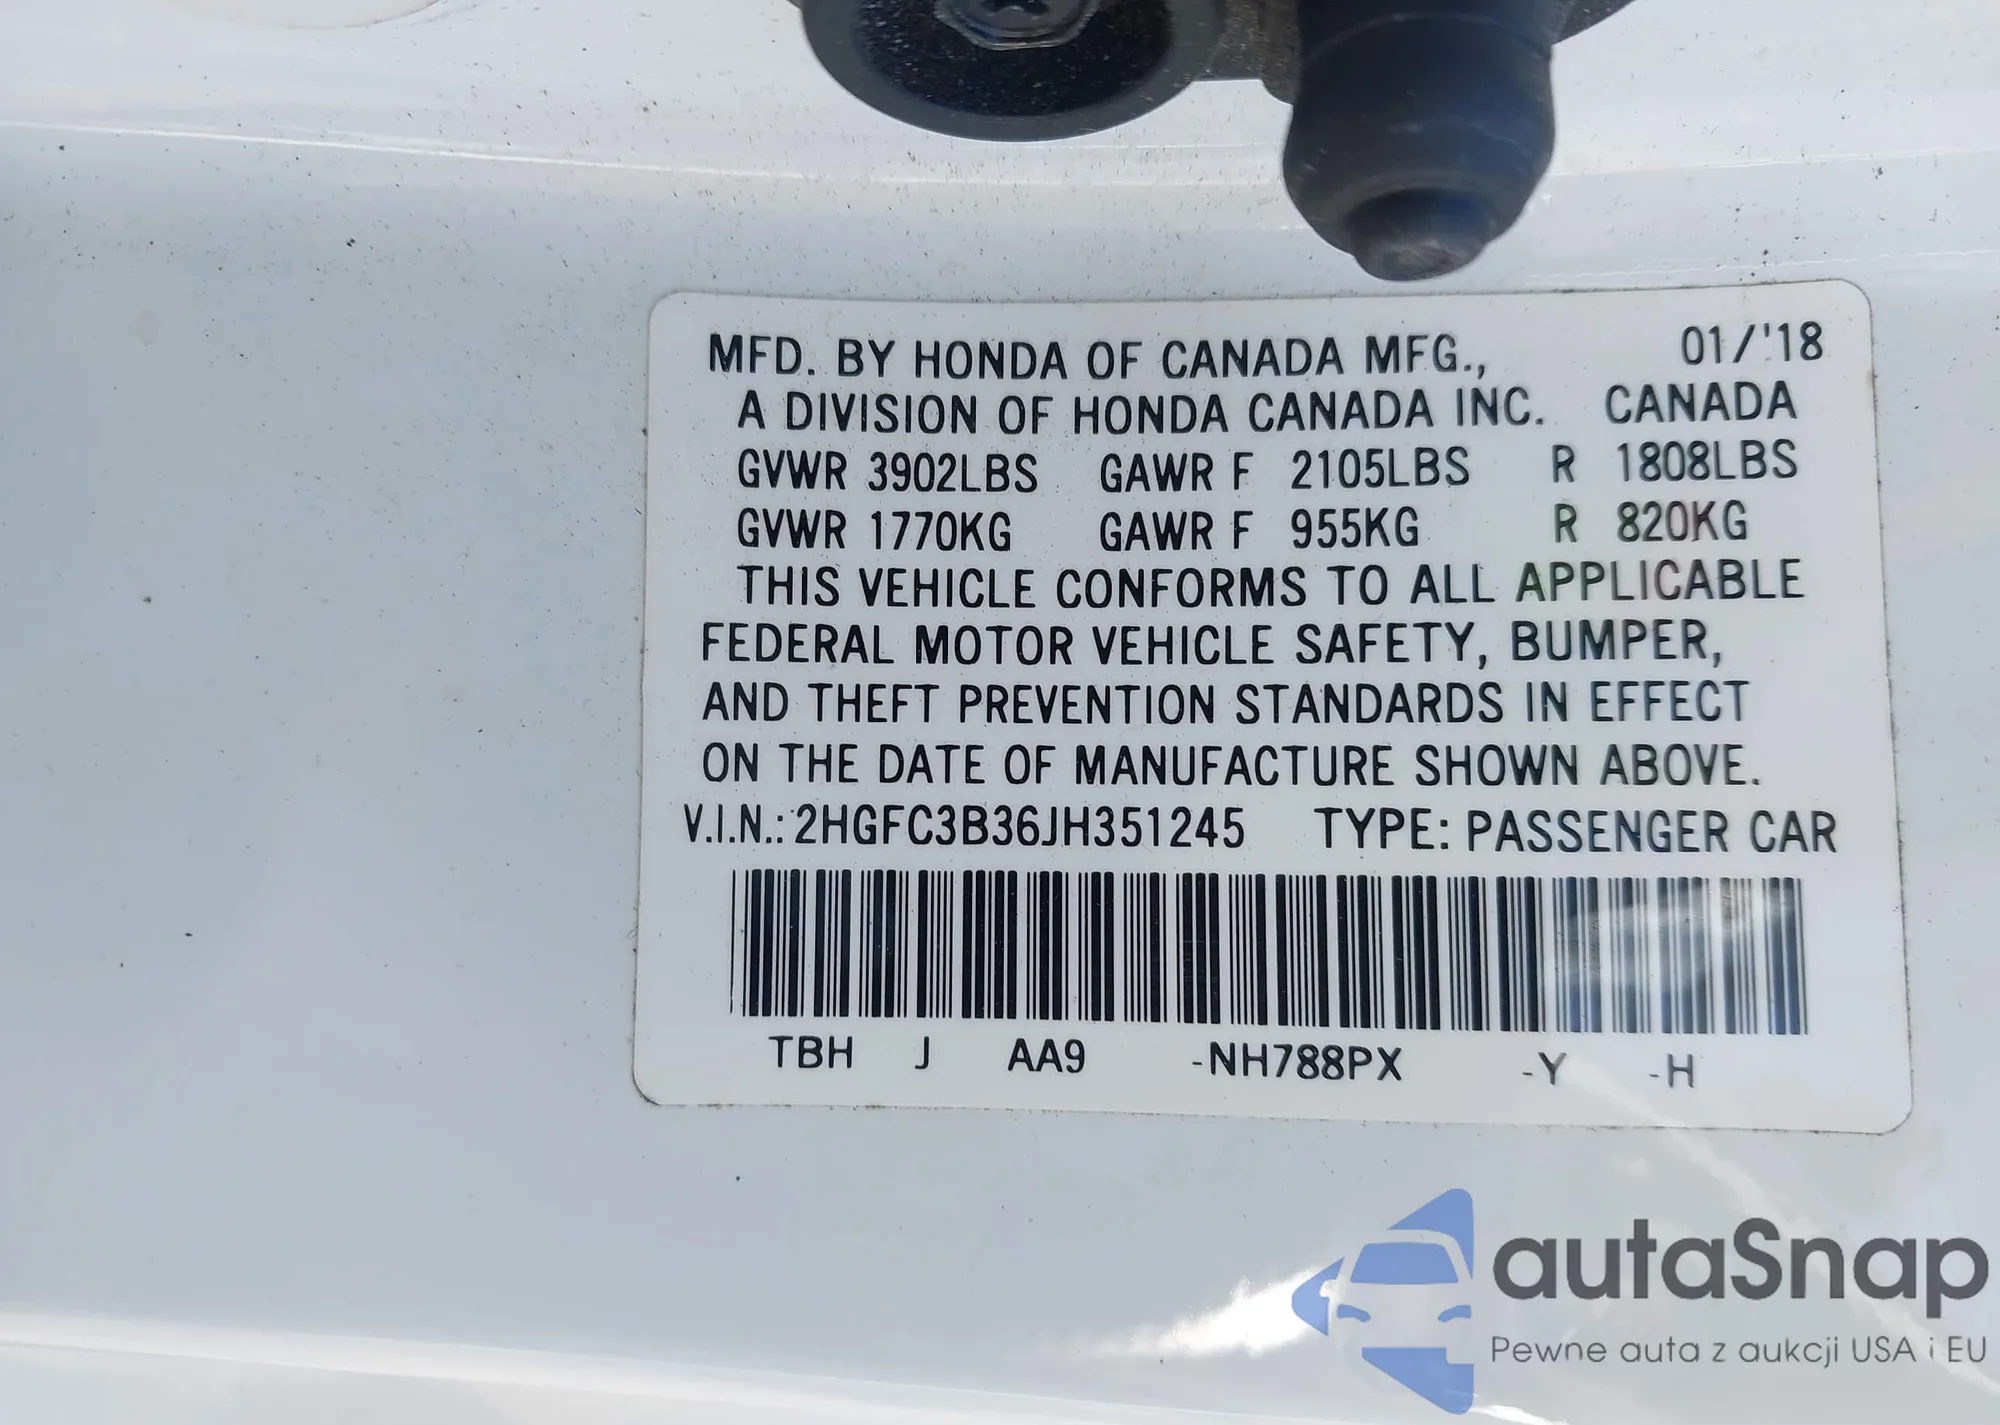 MFD. BY HONDA OF CANADA MFG., 01/'18
A DIVISION OF HONDA CANADA INC. CANADA
GVWR 3902LBS GAWR F 2105LBS R 1808LBS
GVWR 1770KG GAWR F 955KG R 820KG
THIS VEHICLE CONFORMS TO ALL APPLICABLE
FEDERAL MOTOR VEHICLE SAFETY, BUMPER,
AND THEFT PREVENTION STANDARDS IN EFFECT
ON THE DATE OF MANUFACTURE SHOWN ABOVE.
V.I.N.: 2HGFC3B36JH351245 TYPE: PASSENGER CAR
TBH J AA9 -NH788PX -Y -H
autaSnap
Pewne auta z aukcji USA i EU